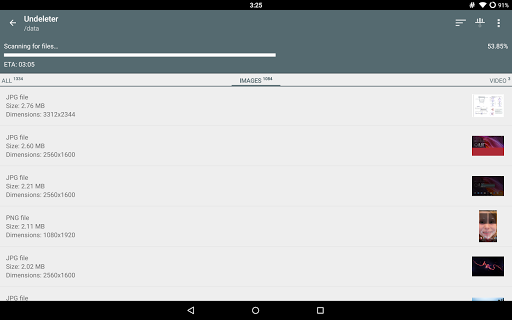 3:25
91%
Undeleter
/data
Scanning for files...
53.85%
ETA: 03:05
ALL
IMAGES 1084
VIDEO 3
JPG file
Size: 2.76 MB
Dimensions: 3312x2344
JPG file
Size: 2.60 MB
Dimensions: 2560x1600
JPG file
Size: 2.21 MB
Dimensions: 2560x1600
PNG file
Size: 2.11 MB
Dimensions: 1080x1920
JPG file
Size: 2.02 MB
Dimensions: 2560x1600
JPG file